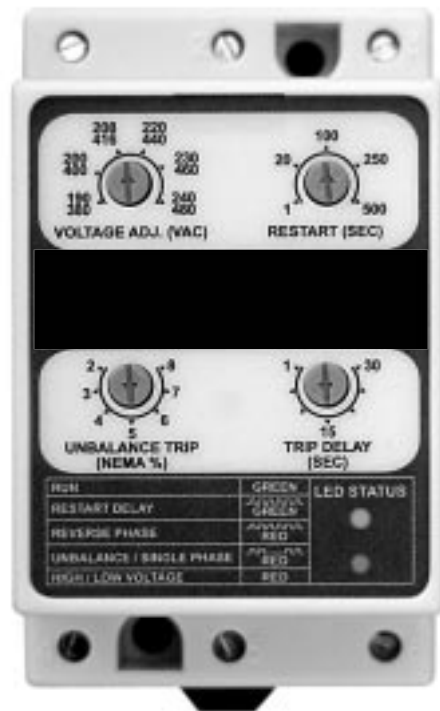 200 220
416 440
200 230
400 460
190 240
380 480
VOLTAGE ADJ. (VAC)
100
20 250
1 500
RESTART (SEC)
2 8
3 7
4 6
5
UNBALANCE TRIP
(NEMA %)
1 30
15
TRIP DELAY
(SEC)
RUN GREEN
RESTART DELAY GREEN
REVERSE PHASE RED
UNBALANCE / SINGLE PHASE RED
HIGH / LOW VOLTAGE RED
LED STATUS